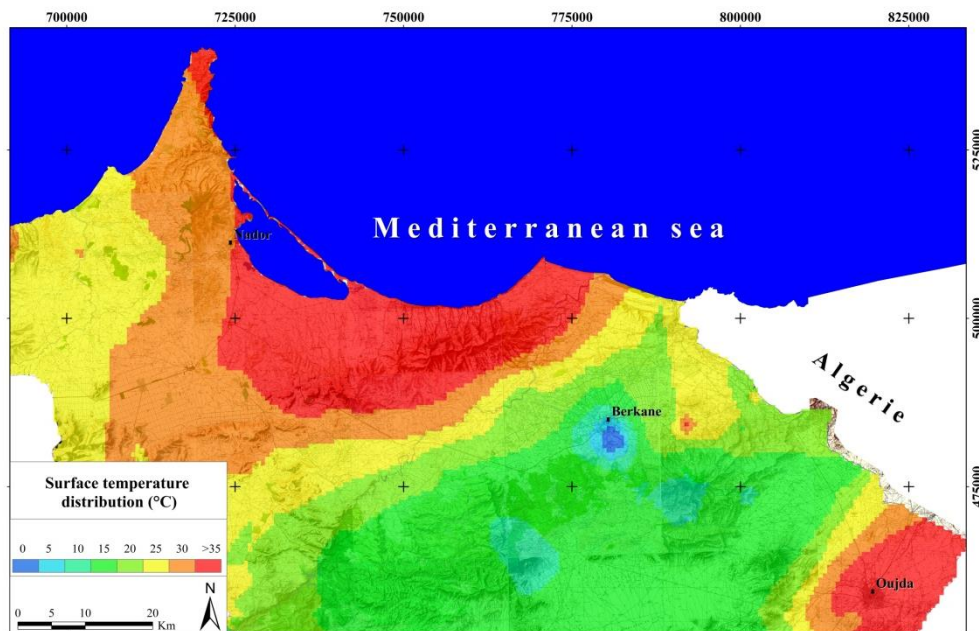 700000 725000 750000 775000 800000 825000
525000
Mediterranean sea
Nador
500000
Algerie
Berkane
475000
Surface temperature
distribution (°C)
0 5 10 15 20 25 30 >35
N
0 5 10 20
Km
Oujda